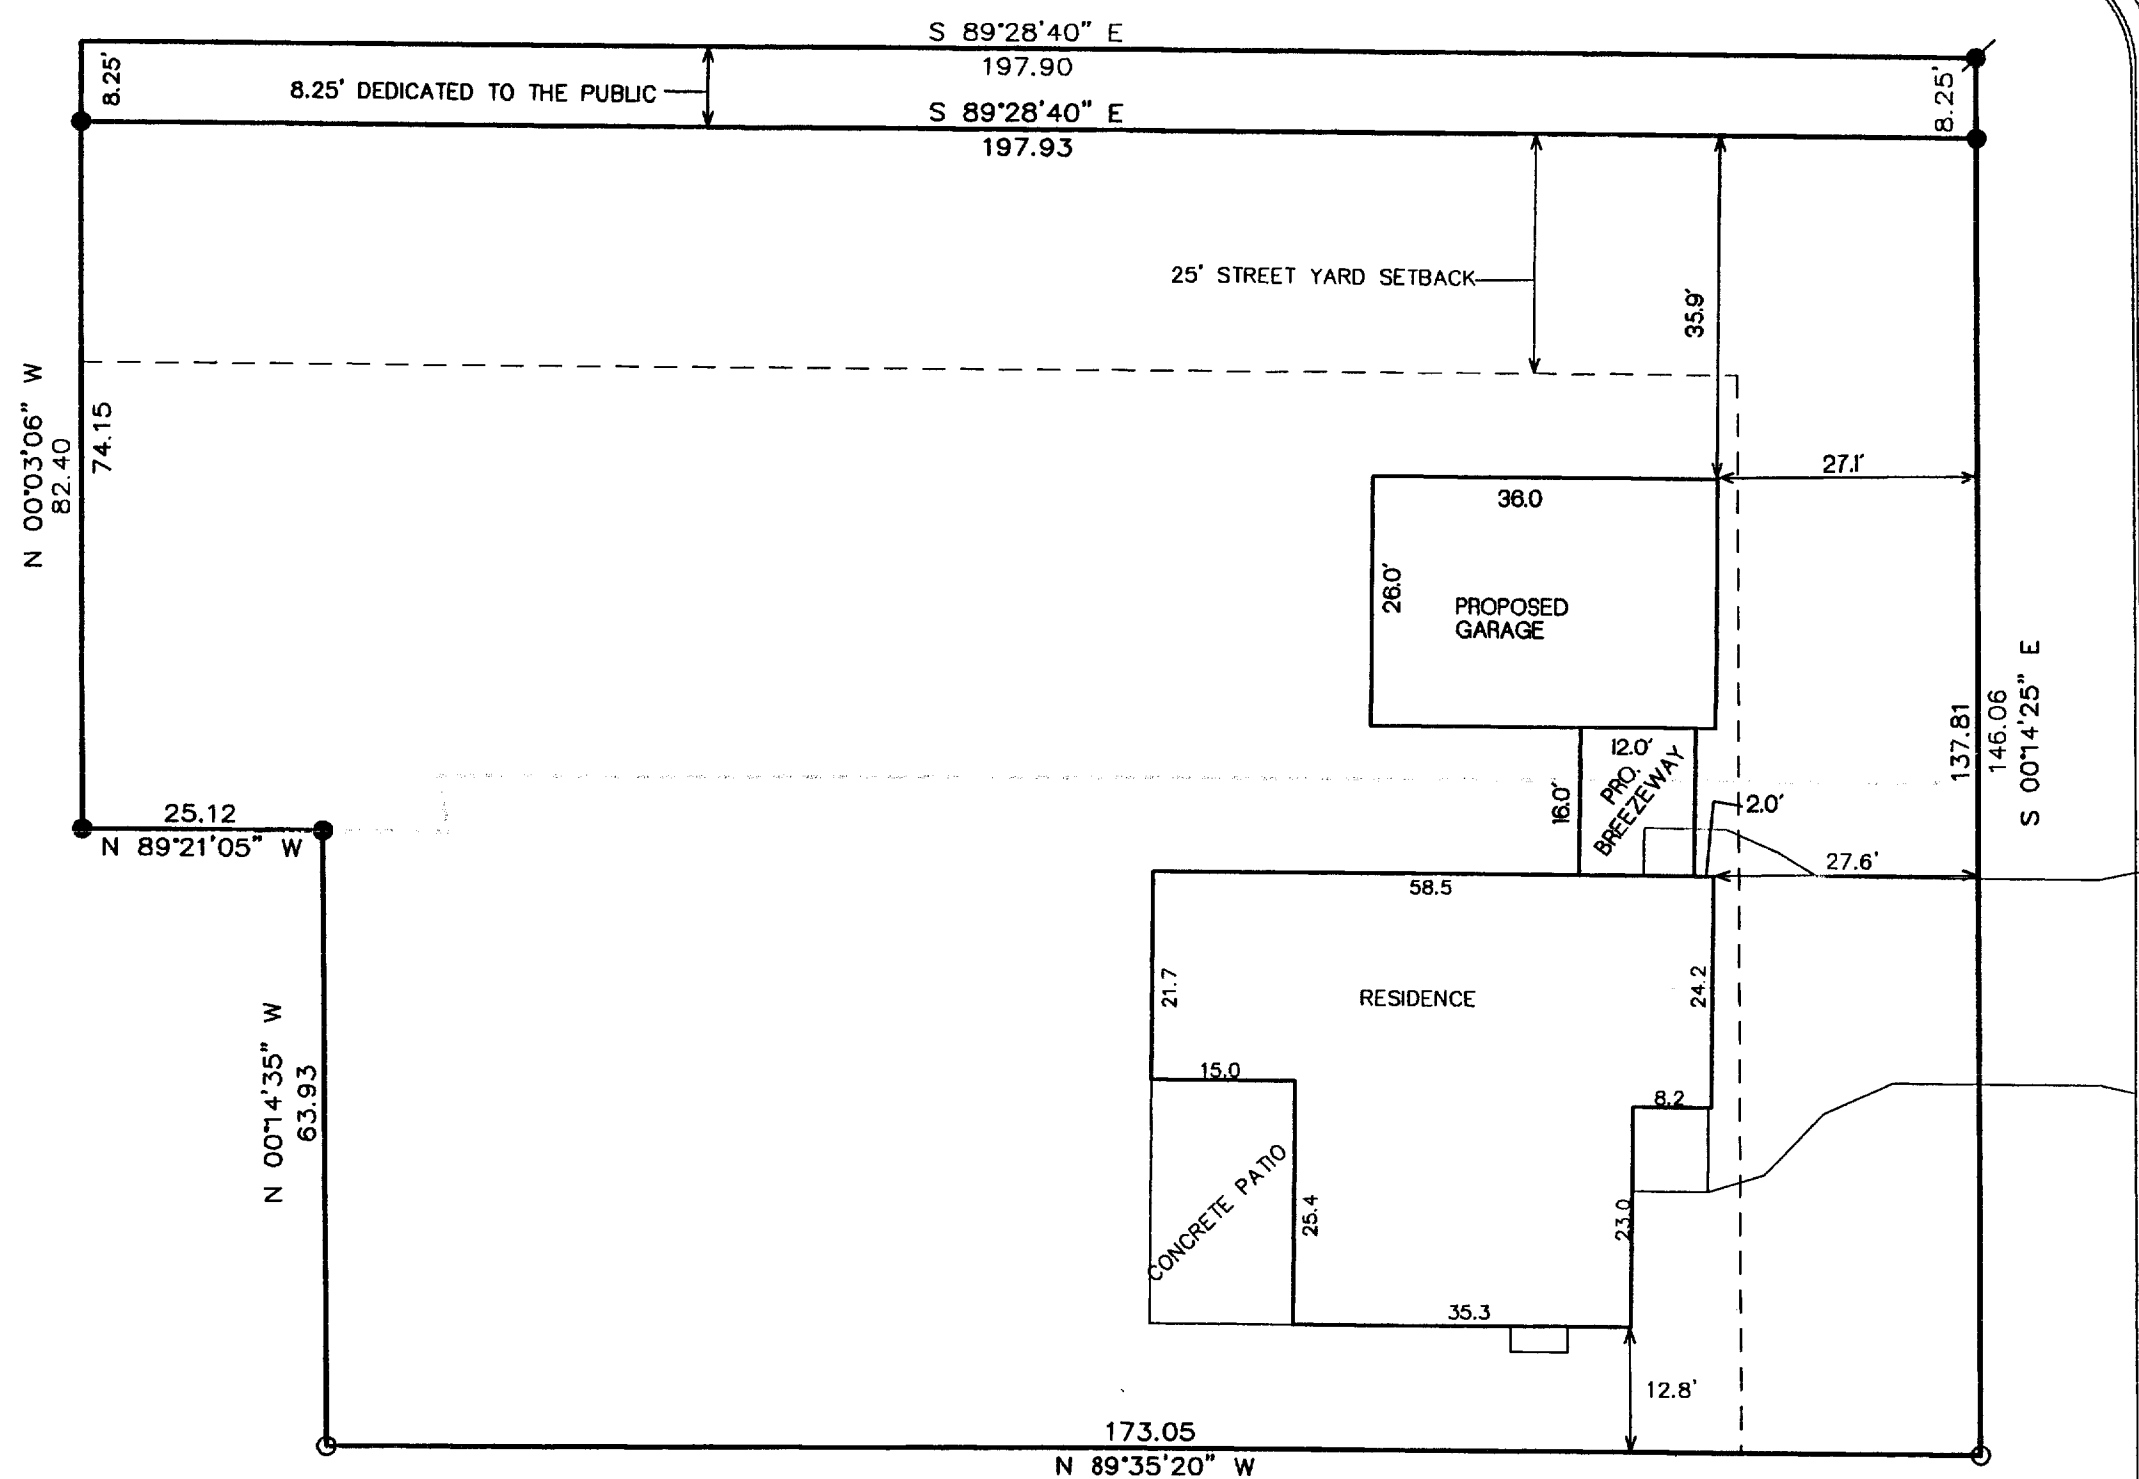 S 89°28'40" E
197.90
8.25'
8.25' DEDICATED TO THE PUBLIC
8.25'
S 89°28'40" E
197.93
25' STREET YARD SETBACK
35.9'
N 00°03'06" W
82.40
74.15
27.1'
36.0
26.0'
PROPOSED
GARAGE
137.81
146.06
S 00°14'25" E
12.0'
PRO.
BREEZEWAY
16.0'
2.0'
25.12
N 89°21'05" W
27.6'
58.5
21.7
RESIDENCE
24.2
15.0
8.2
N 00°14'35" W
63.93
CONCRETE PATIO
25.4
23.0
35.3
12.8'
173.05
N 89°35'20" W